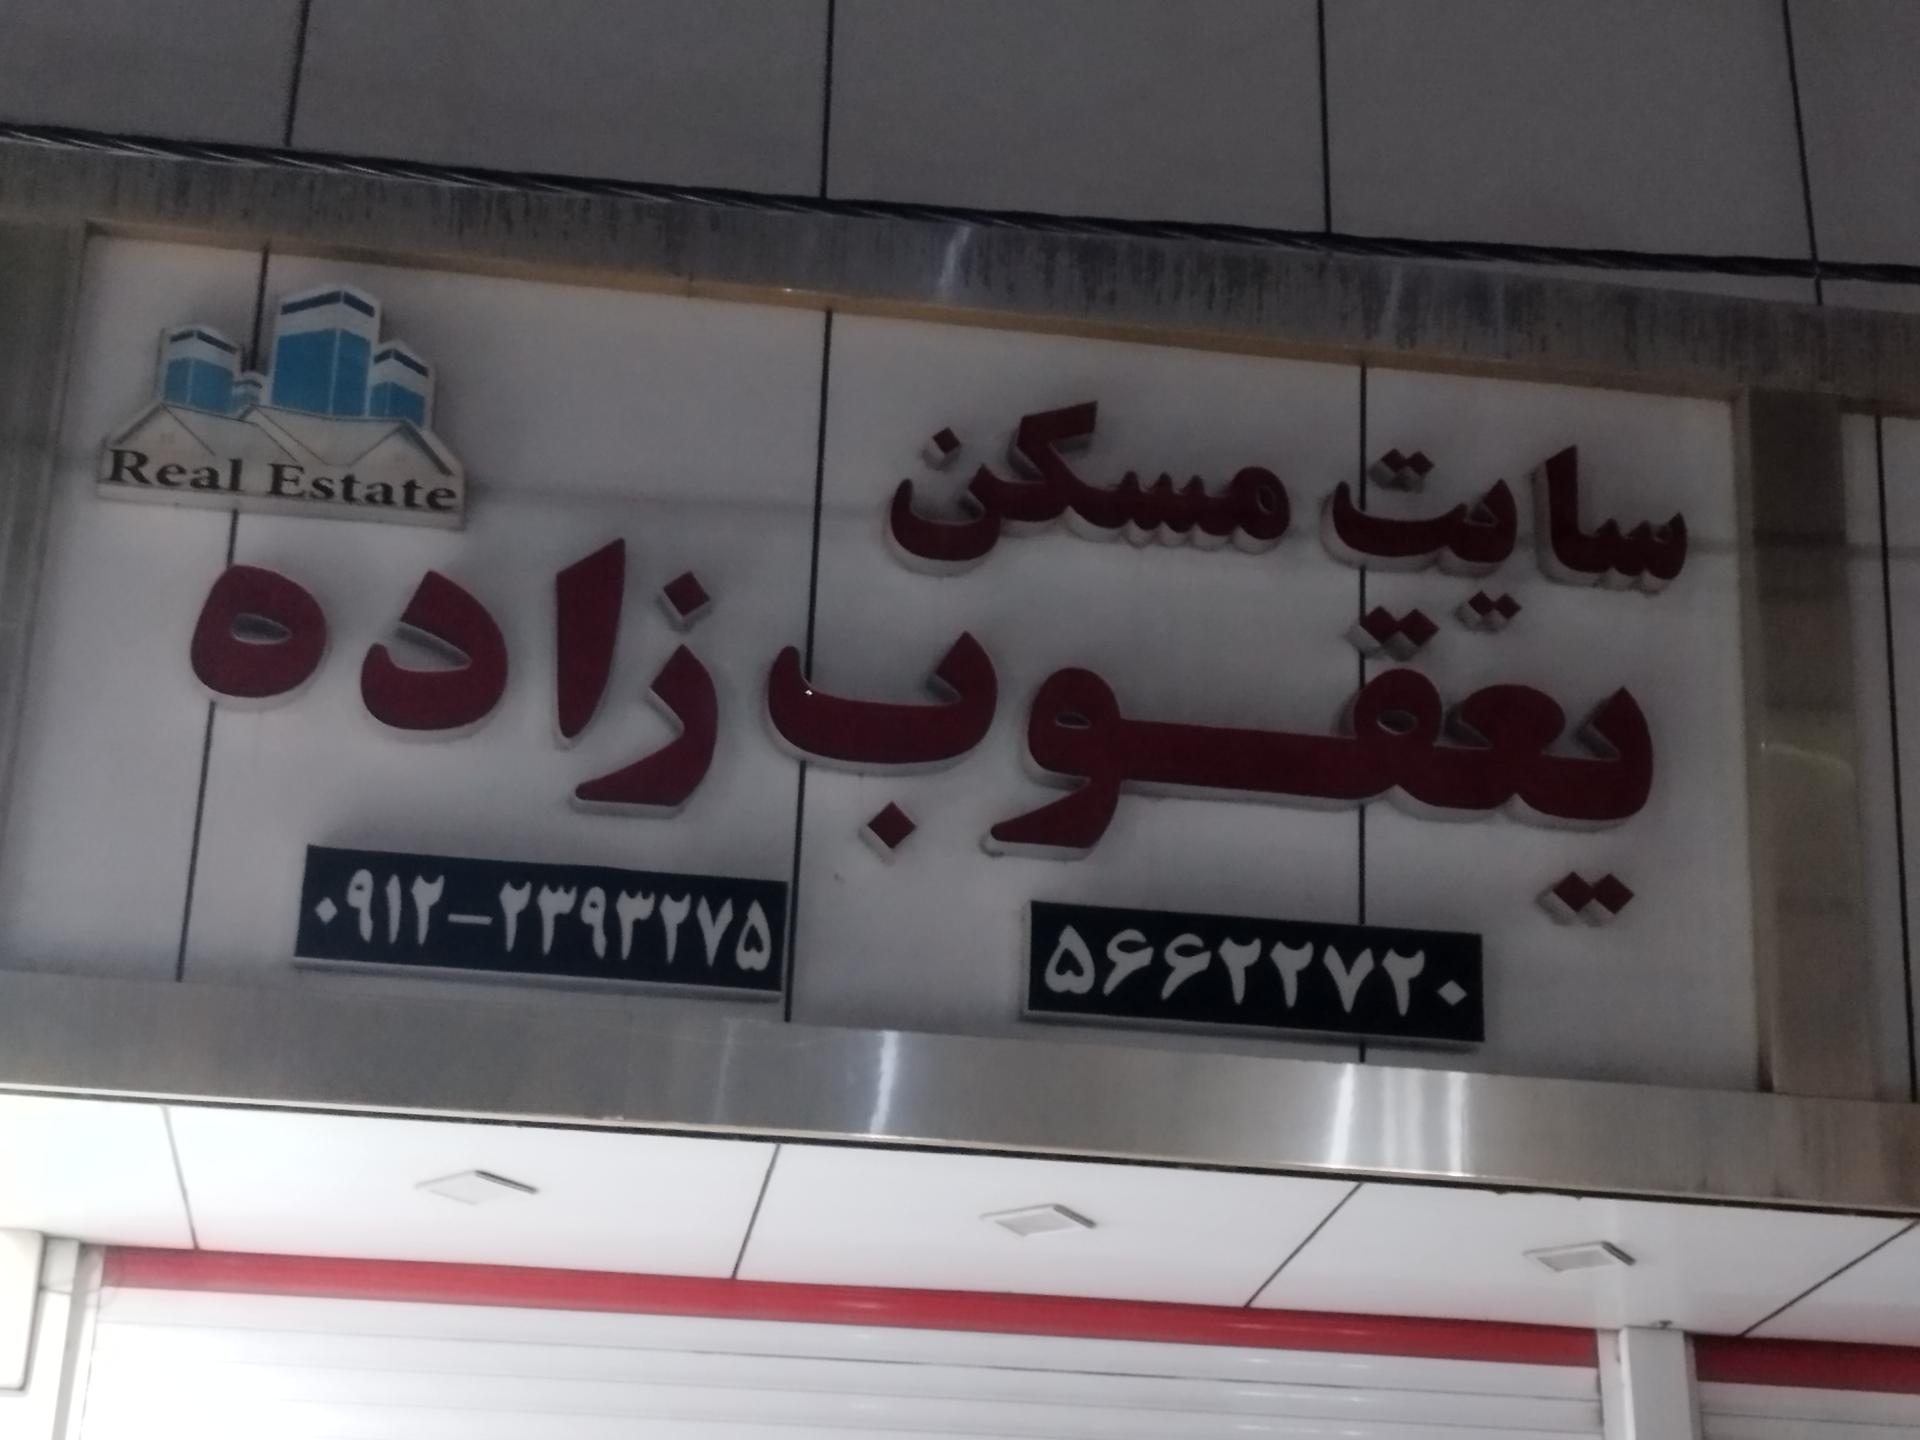 Real Estate
سایت مسکن
یعقوب زاده
۵۶۶۲۲۷۲۰
۰۹۱۲-۲۳۹۳۲۷۵